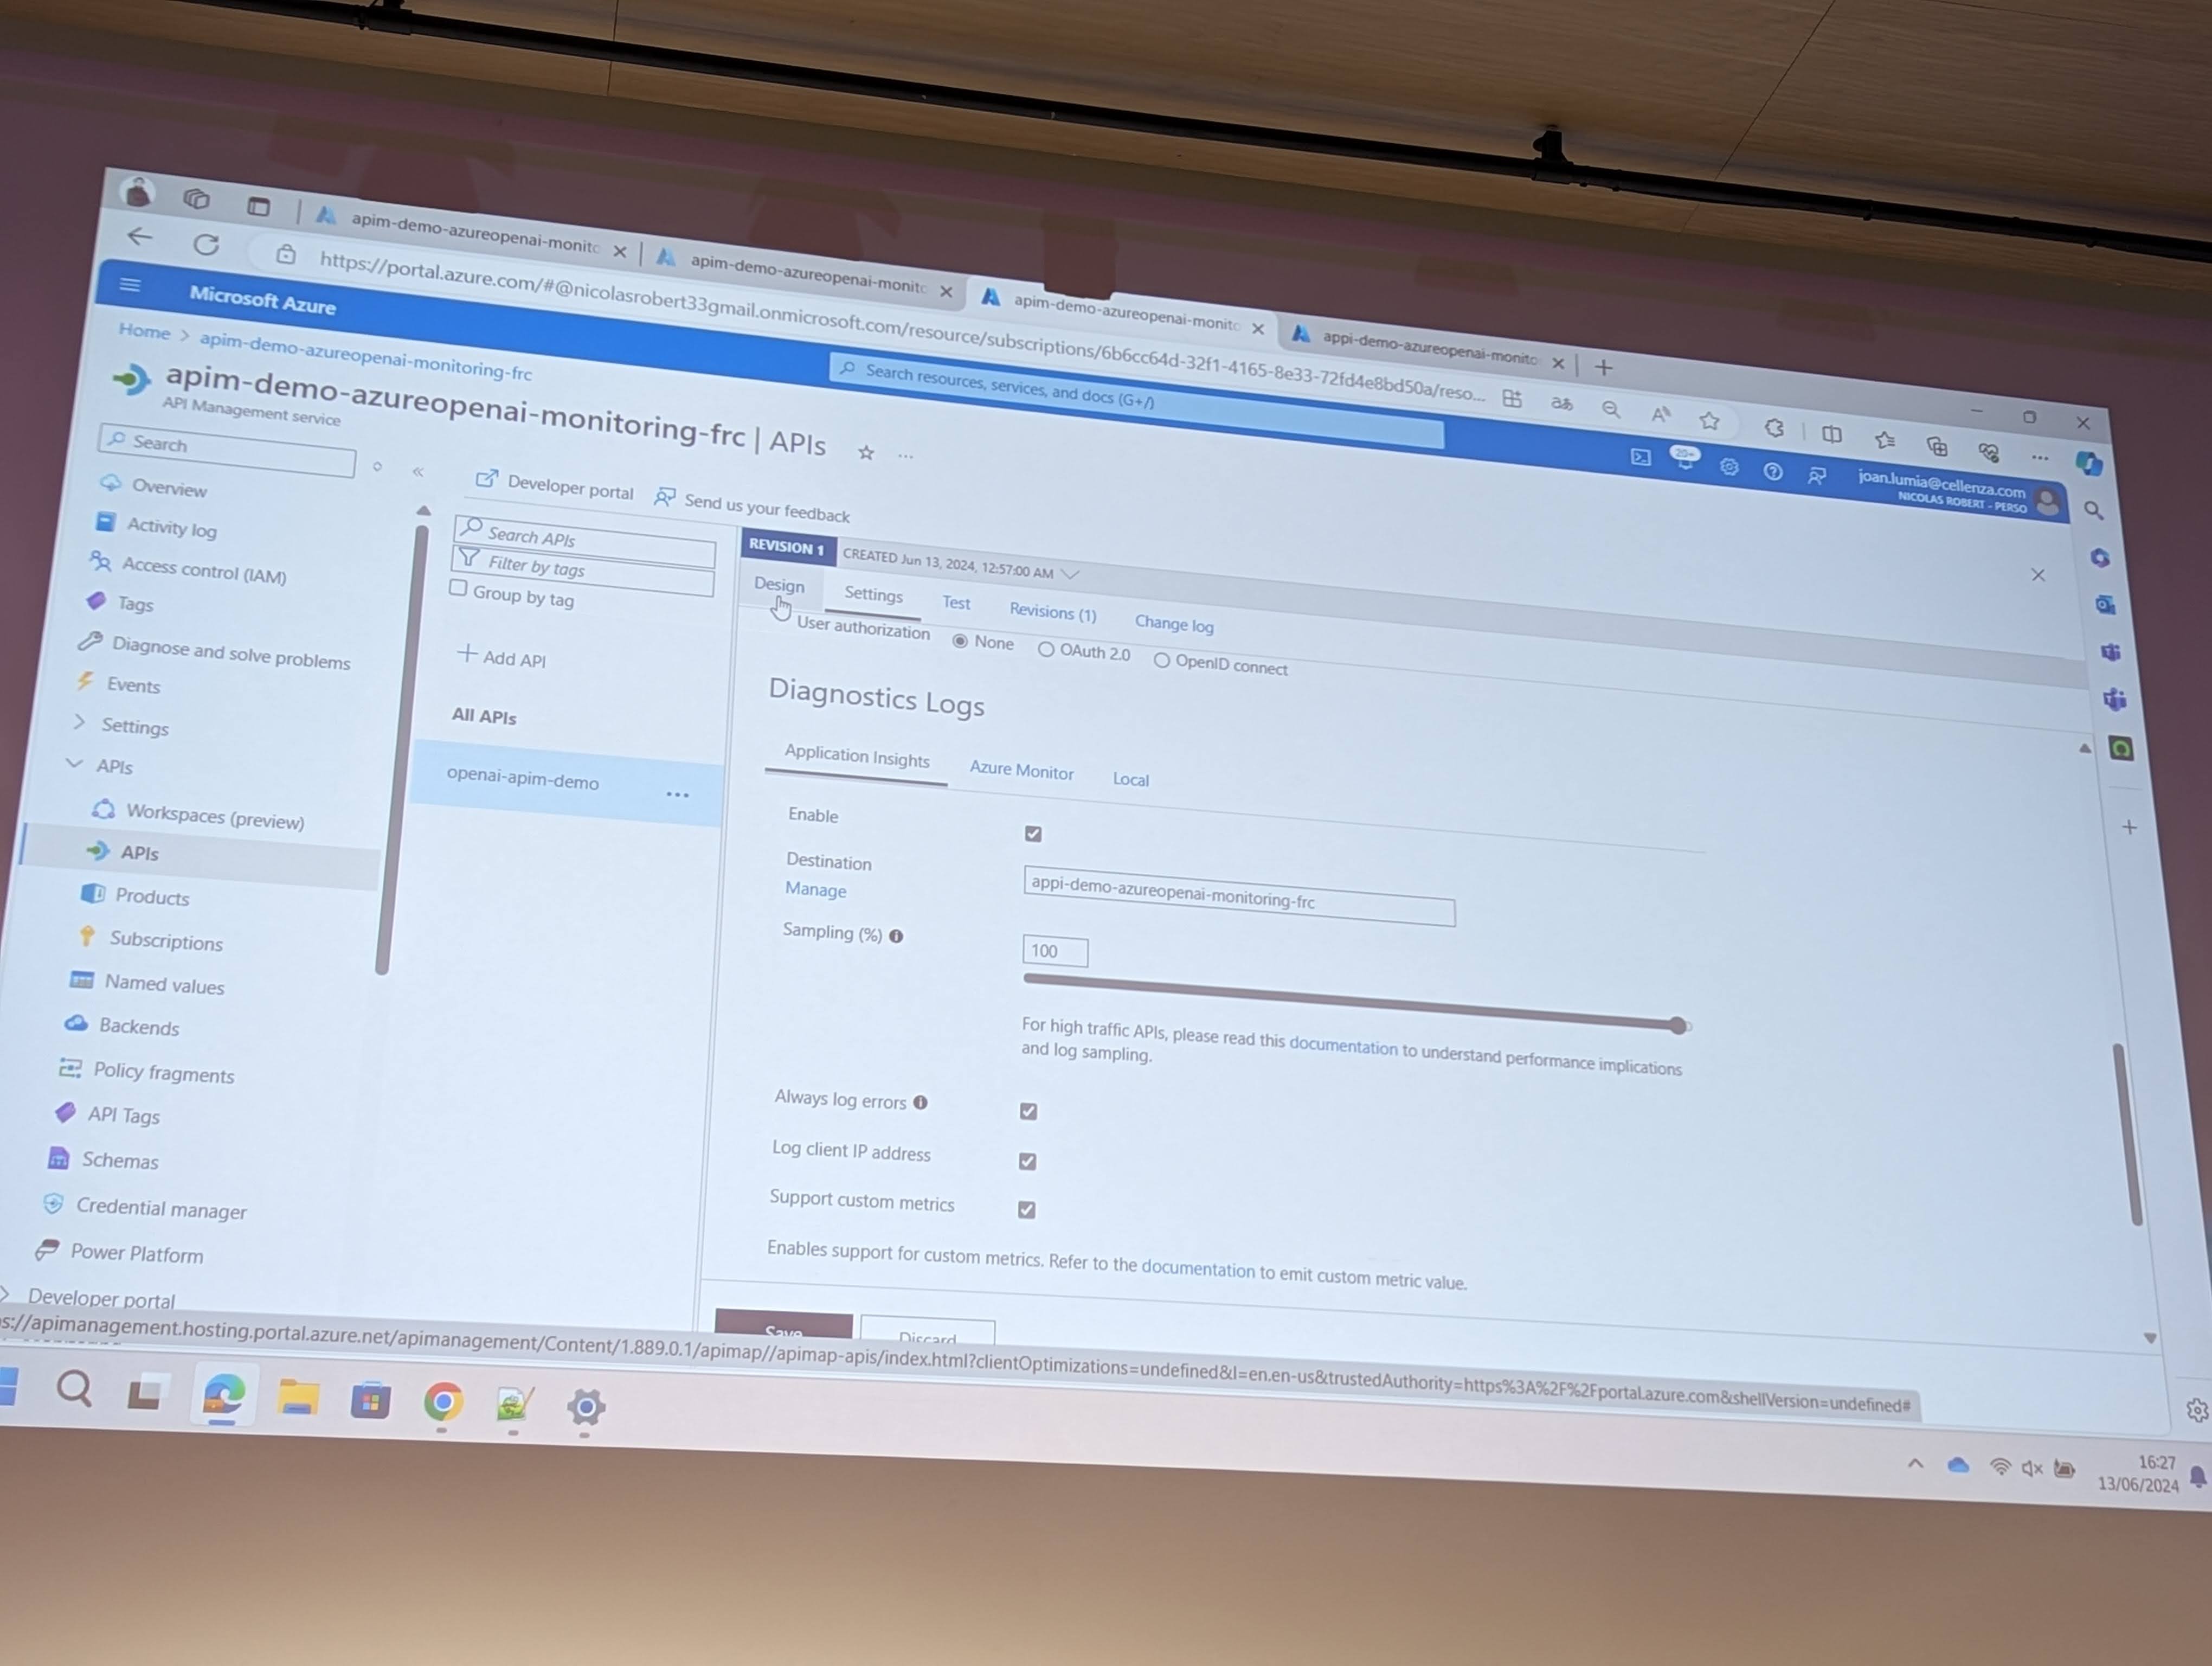 apim-demo-azureopenai-monito
apim-demo-azureopenai-monito
apim-demo-azureopenai-monito
appi-demo-azureopenai-monito
https://portal.azure.com/#@nicolasrobert33gmail.onmicrosoft.com/resource/subscriptions/6b6cc64d-32f1-4165-8e33-72fd4e8bd50a/reso...
Microsoft Azure
Search resources, services, and docs (G+/)
20+
joan.lumia@cellenza.com
NICOLAS ROBERT - PERSO
Home > apim-demo-azureopenai-monitoring-frc
apim-demo-azureopenai-monitoring-frc | APIs
API Management service
Search
Overview
Activity log
Access control (IAM)
Tags
Diagnose and solve problems
Events
Settings
APIs
Workspaces (preview)
APIs
Products
Subscriptions
Named values
Backends
Policy fragments
API Tags
Schemas
Credential manager
Power Platform
Developer portal
Developer portal
Send us your feedback
Search APIs
Filter by tags
Group by tag
+ Add API
All APIs
openai-apim-demo
REVISION 1
CREATED Jun 13, 2024, 12:57:00 AM
Design
Settings
Test
Revisions (1)
Change log
User authorization
None
OAuth 2.0
OpenID connect
Diagnostics Logs
Application Insights
Azure Monitor
Local
Enable
Destination
Manage
appi-demo-azureopenai-monitoring-frc
Sampling (%)
100
For high traffic APIs, please read this documentation to understand performance implications
and log sampling.
Always log errors
Log client IP address
Support custom metrics
Enables support for custom metrics. Refer to the documentation to emit custom metric value.
Save
Discard
s://apimanagement.hosting.portal.azure.net/apimanagement/Content/1.889.0.1/apimap//apimap-apis/index.html?clientOptimizations=undefined&l=en.en-us&trustedAuthority=https%3A%2F%2Fportal.azure.com&shellVersion=undefined#
16:27
13/06/2024